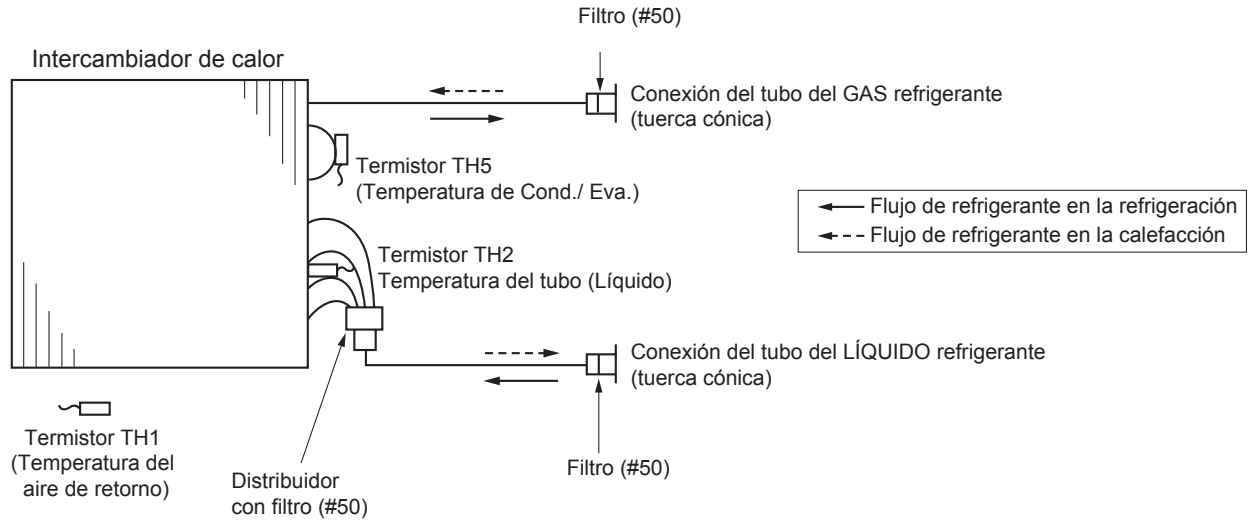 Filtro (#50)
Intercambiador de calor
Conexión del tubo del GAS refrigerante
(tuerca cónica)
Termistor TH5
(Temperatura de Cond./ Eva.)
Flujo de refrigerante en la refrigeración
Flujo de refrigerante en la calefacción
Termistor TH2
Temperatura del tubo (Líquido)
Conexión del tubo del LÍQUIDO refrigerante
(tuerca cónica)
Termistor TH1
(Temperatura del
aire de retorno)
Distribuidor
con filtro (#50)
Filtro (#50)